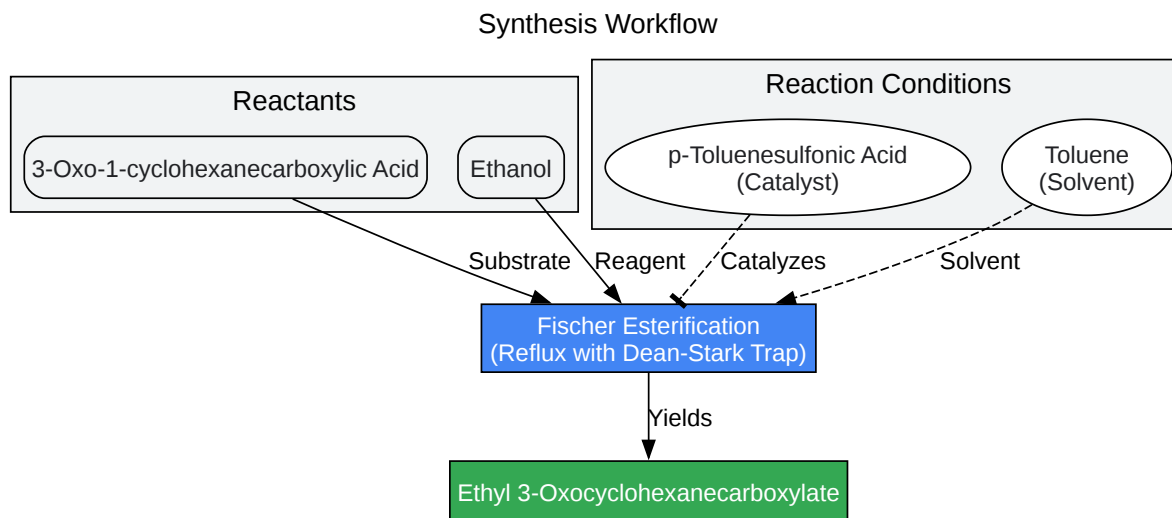 Synthesis Workflow
Reactants
Reaction Conditions
3-Oxo-1-cyclohexanecarboxylic Acid
Ethanol
p-Toluenesulfonic Acid
(Catalyst)
Toluene
(Solvent)
Substrate
Reagent
Catalyzes
Solvent
Fischer Esterification
(Reflux with Dean-Stark Trap)
Yields
Ethyl 3-Oxocyclohexanecarboxylate